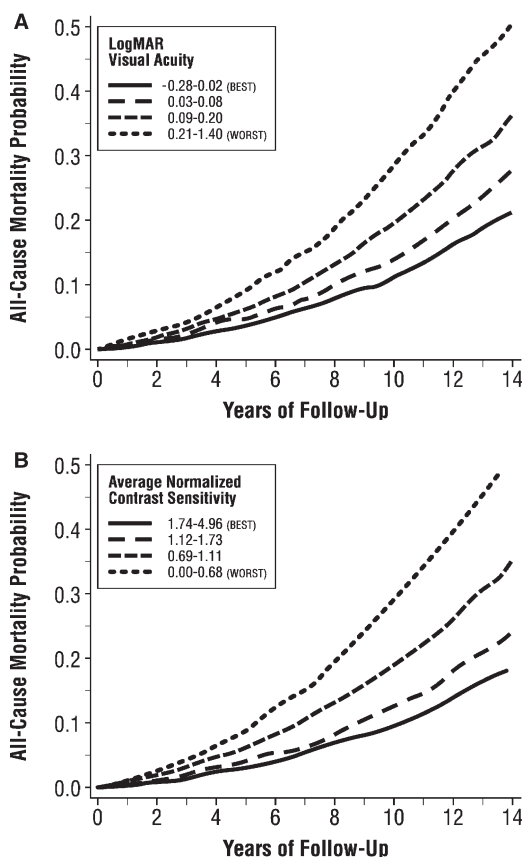 A
LogMAR
Visual Acuity
-0.28-0.02 (BEST)
0.03-0.08
0.09-0.20
0.21-1.40 (WORST)
All-Cause Mortality Probability
0.5
0.4
0.3
0.2
0.1
0.0
0 2 4 6 8 10 12 14
Years of Follow-Up
B
Average Normalized
Contrast Sensitivity
1.74-4.96 (BEST)
1.12-1.73
0.69-1.11
0.00-0.68 (WORST)
All-Cause Mortality Probability
0.5
0.4
0.3
0.2
0.1
0.0
0 2 4 6 8 10 12 14
Years of Follow-Up